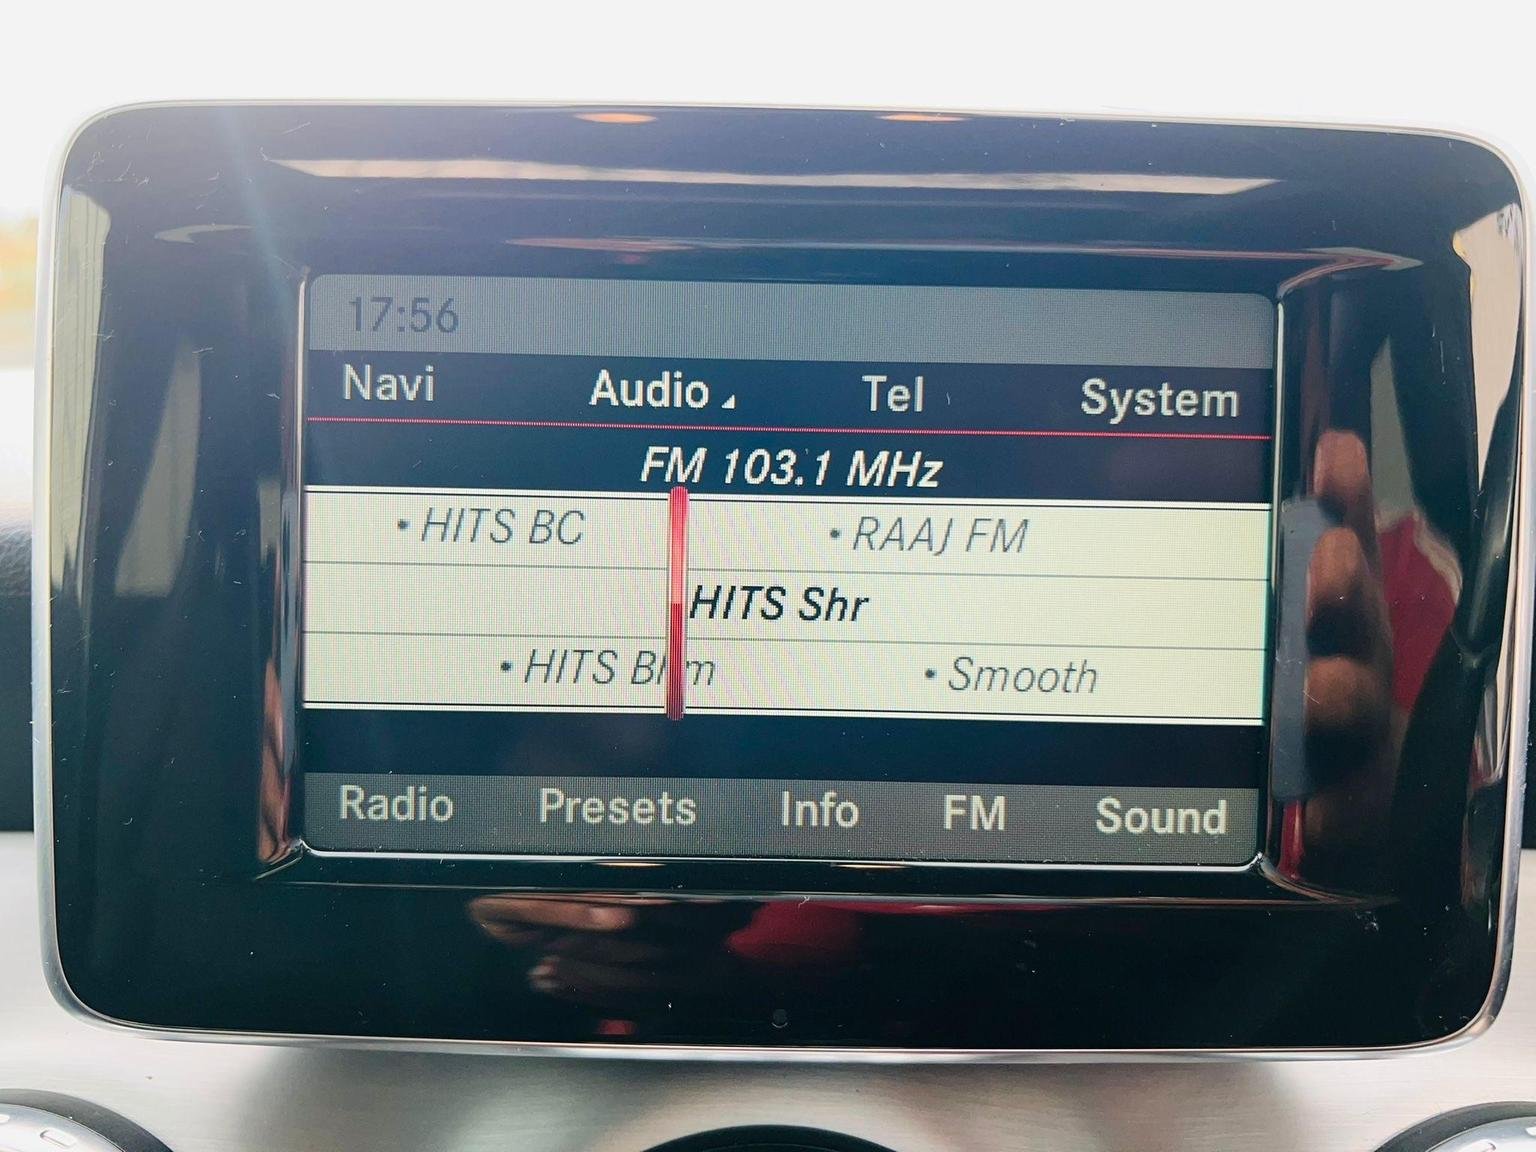 17:56
Navi Audio Tel System
FM 103.1 MHz
• HITS BC • RAAJ FM
HITS Shr
• HITS • Smooth
Radio Presets Info FM Sound